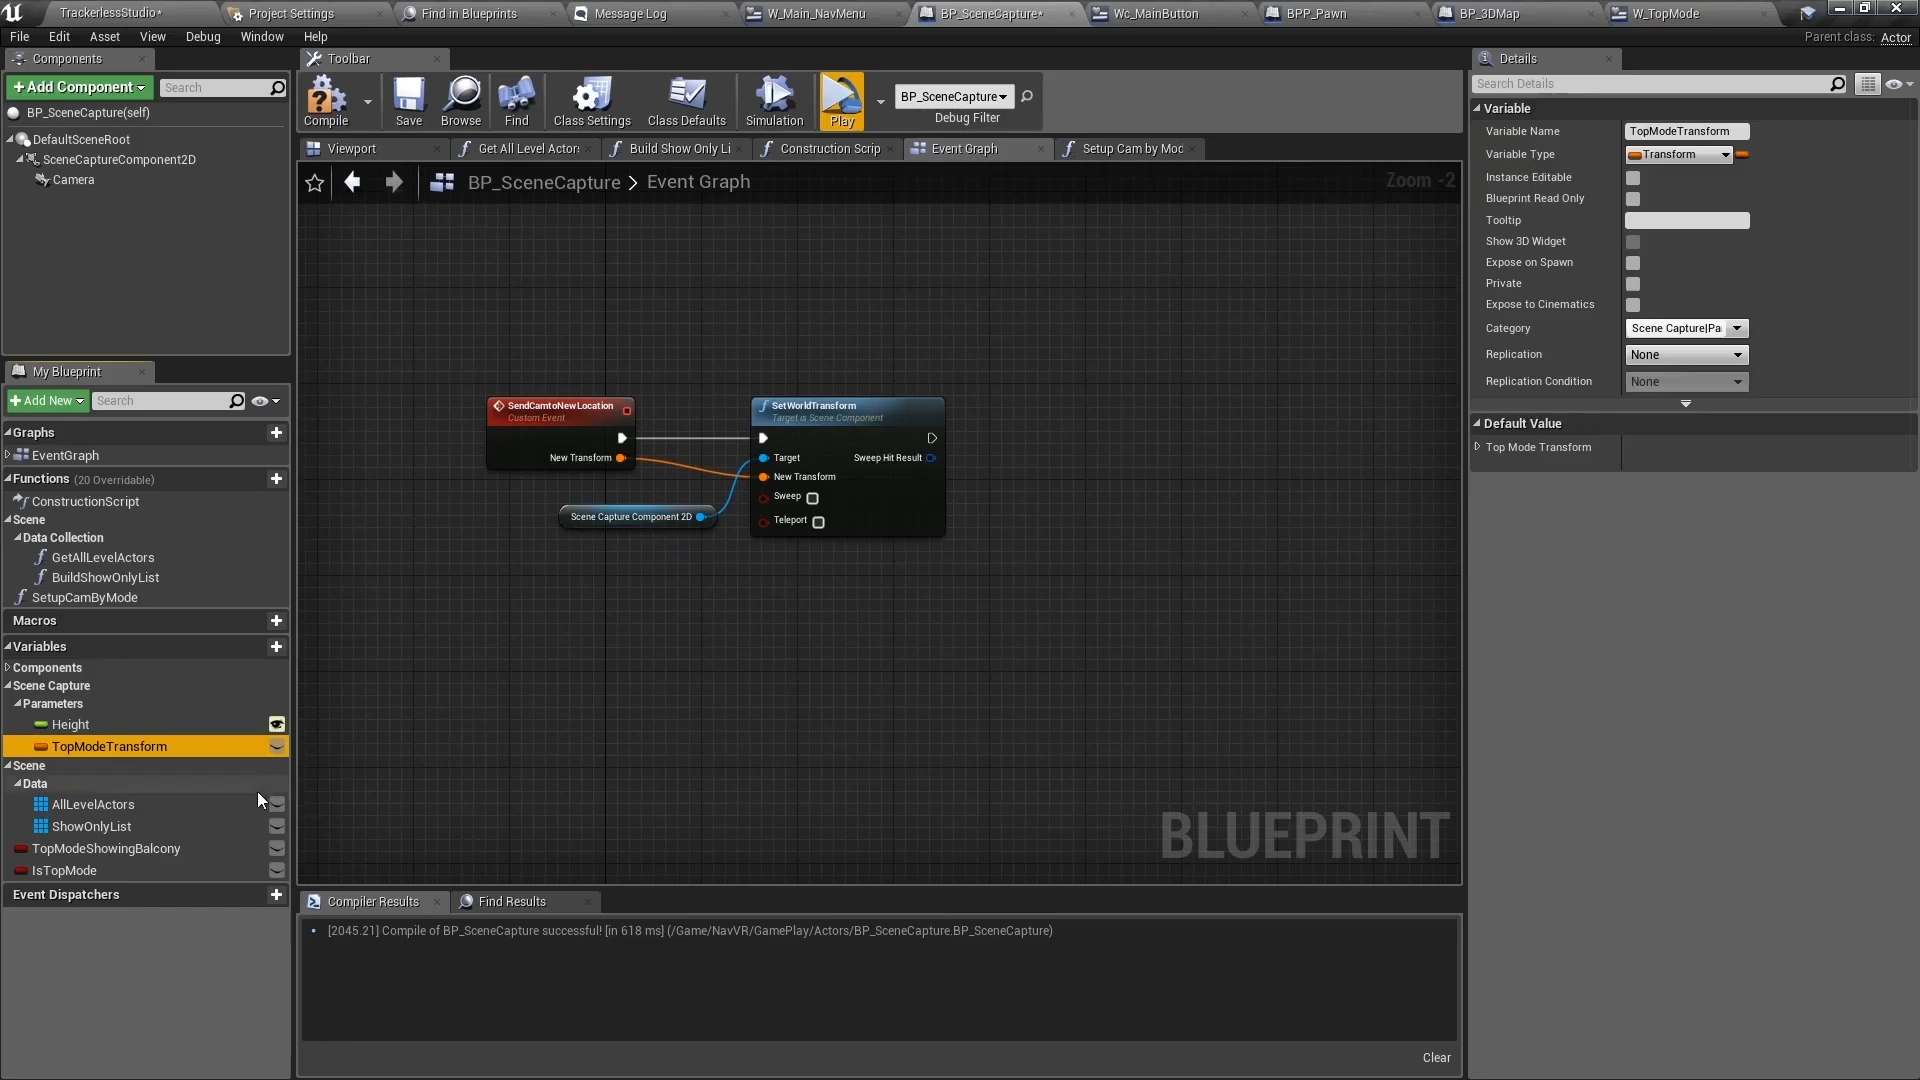 TrackerlessStudio*
Project Settings
Find in Blueprints
Message Log
W_Main_NavMenu
BP_SceneCapture*
Wc_MainButton
BPP_Pawn
BP_3DMap
W_TopMode
File Edit Asset View Debug Window Help
Parent class: Actor
Components
+Add Component
Search
BP_SceneCapture(self)
DefaultSceneRoot
SceneCaptureComponent2D
Camera
Toolbar
Compile
Save
Browse
Find
Class Settings
Class Defaults
Simulation
Play
BP_SceneCapture
Debug Filter
Viewport
Get All Level Actor
Build Show Only Li
Construction Scrip
Event Graph
Setup Cam by Mo
BP_SceneCapture > Event Graph
Zoom -2
SendCamtoNewLocation
Custom Event
New Transform
Scene Capture Component 2D
SetWorldTransform
Target is Scene Component
Target
Sweep Hit Result
New Transform
Sweep
Teleport
BLUEPRINT
My Blueprint
+Add New
Search
Graphs
EventGraph
Functions (20 Overridable)
ConstructionScript
Scene
Data Collection
GetAllLevelActors
BuildShowOnlyList
SetupCamByMode
Macros
Variables
Components
Scene Capture
Parameters
Height
TopModeTransform
Scene
Data
AllLevelActors
ShowOnlyList
TopModeShowingBalcony
IsTopMode
Event Dispatchers
Compiler Results
Find Results
[2045.21] Compile of BP_SceneCapture successful! [in 618 ms] (/Game/NavVR/GamePlay/Actors/BP_SceneCapture.BP_SceneCapture)
Clear
Details
Search Details
Variable
Variable Name TopModeTransform
Variable Type Transform
Instance Editable
Blueprint Read Only
Tooltip
Show 3D Widget
Expose on Spawn
Private
Expose to Cinematics
Category Scene Capture|Pa
Replication None
Replication Condition None
Default Value
Top Mode Transform